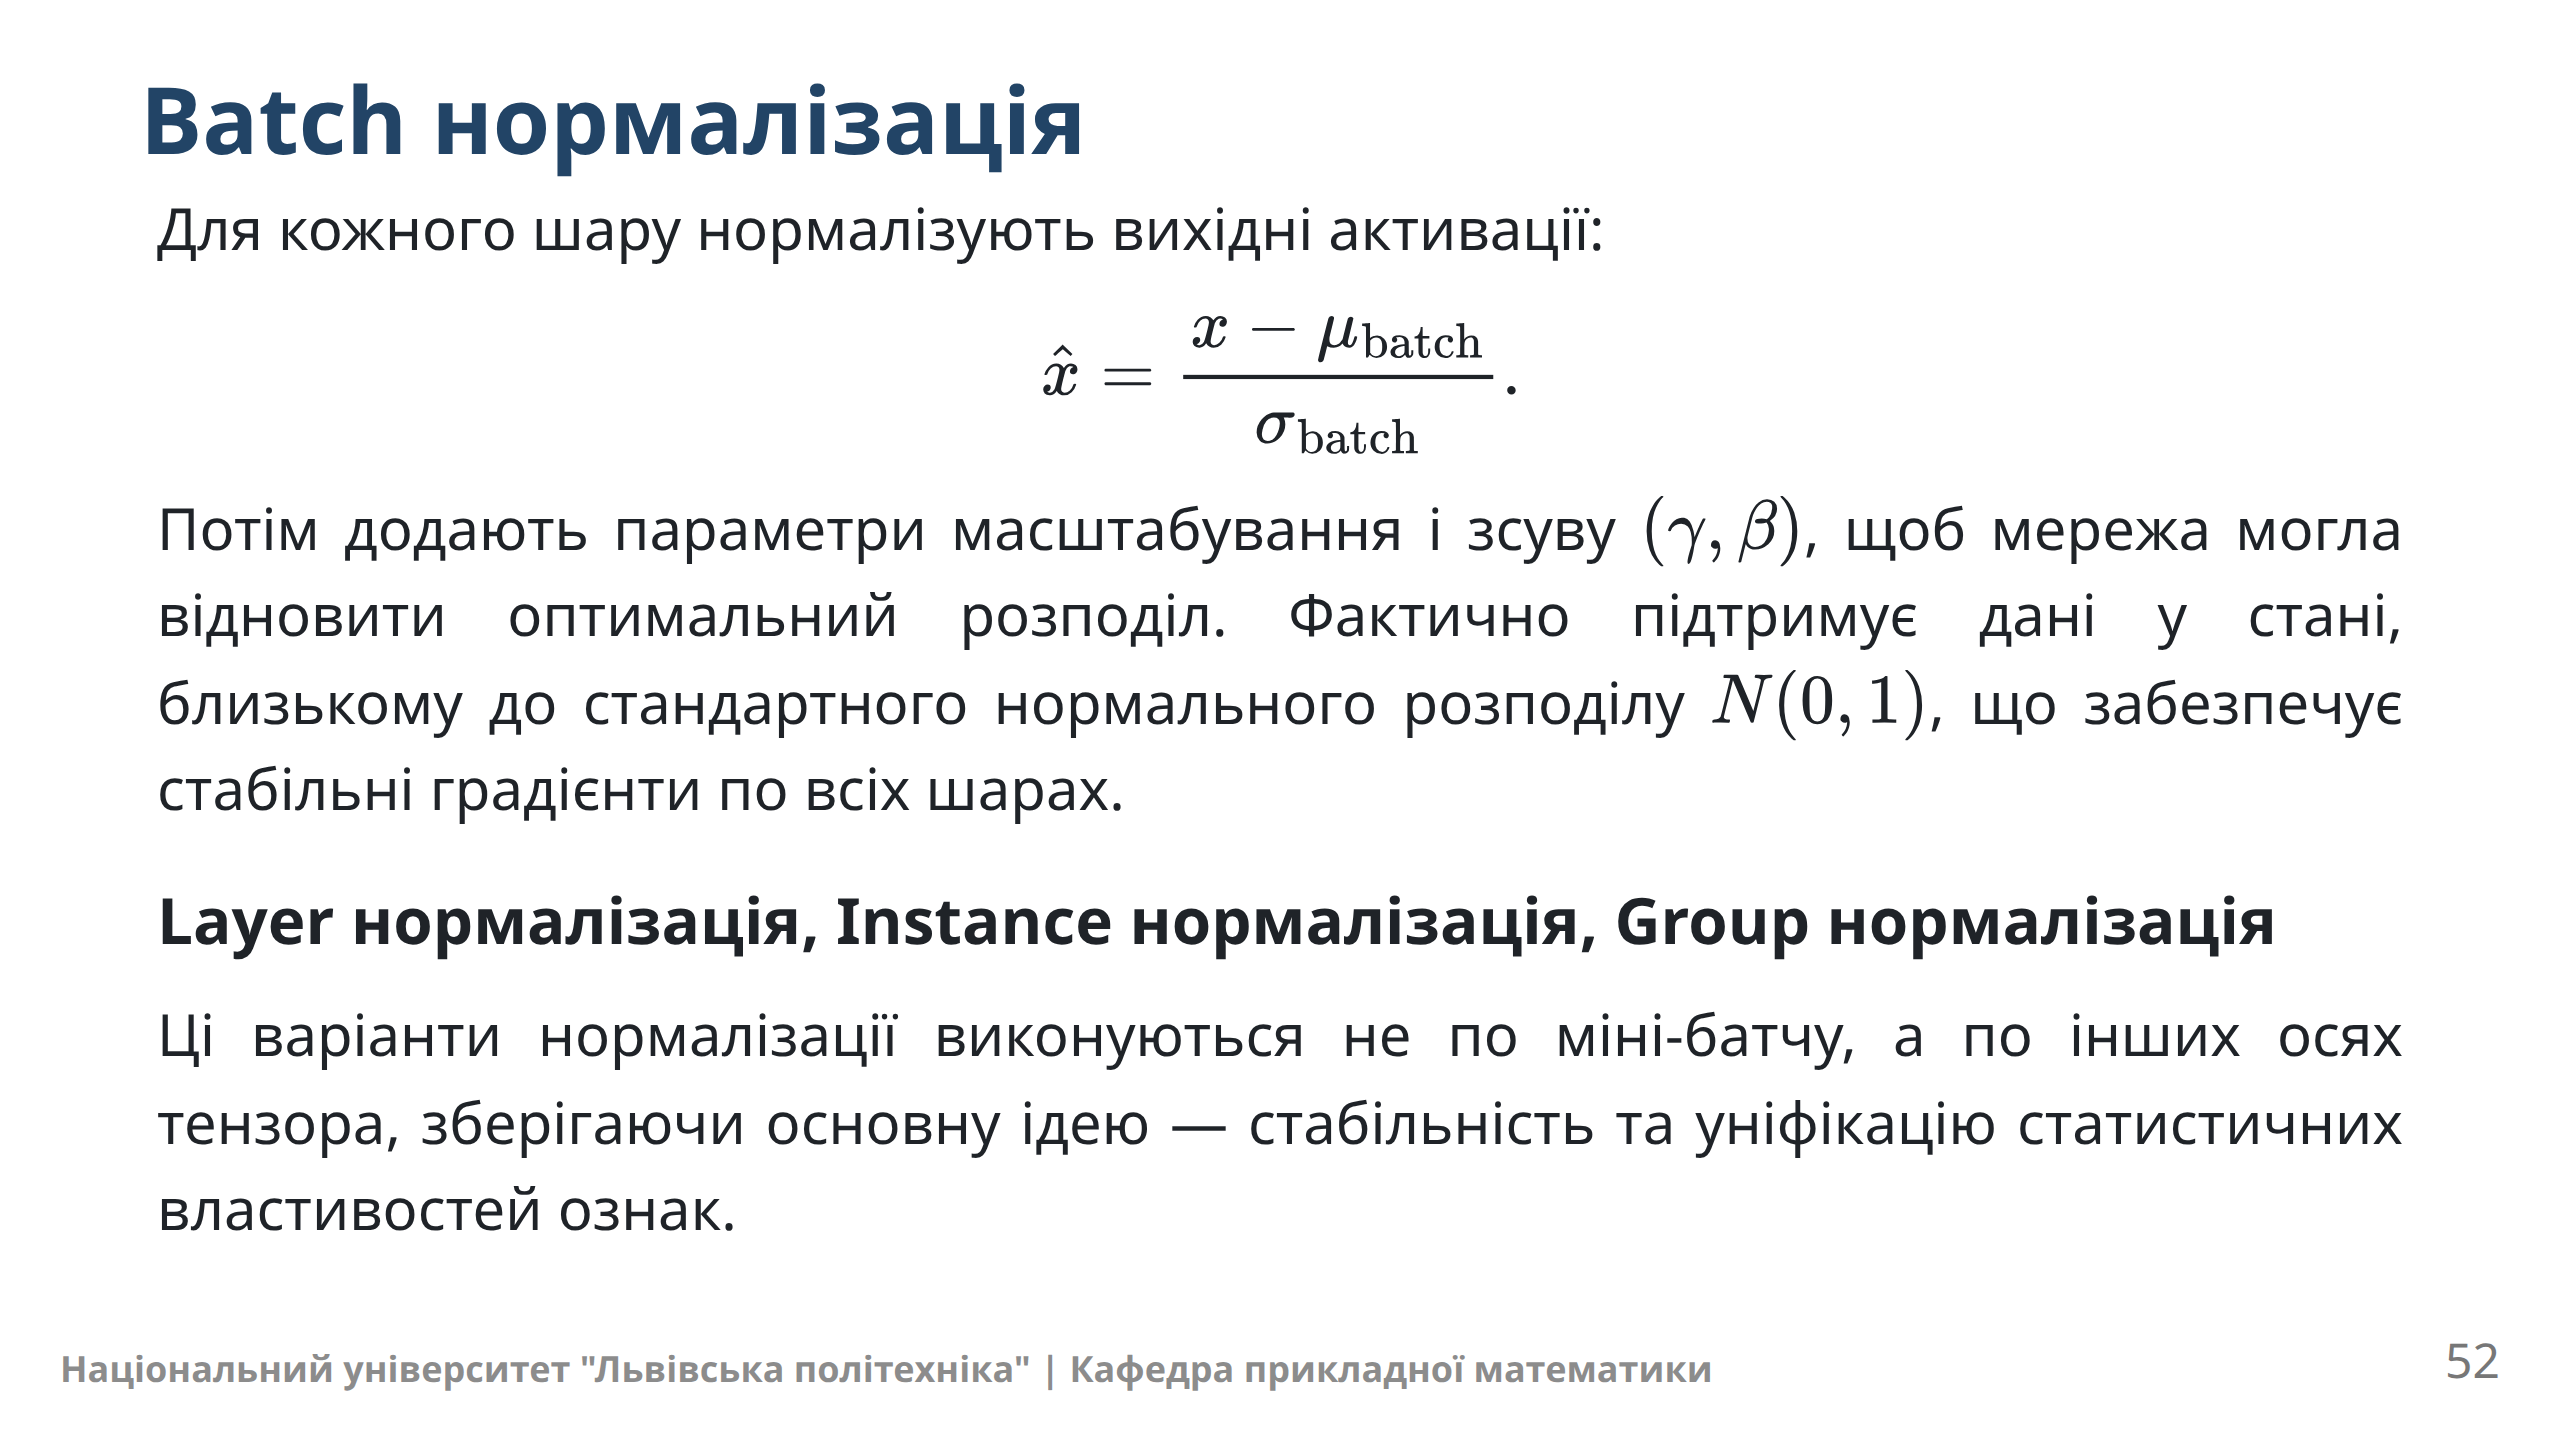 Batch нормалізація
Для кожного шару нормалізують вихідні активації:
x̂ = (x − μ_batch) / σ_batch.
Потім додають параметри масштабування і зсуву (γ, β), щоб мережа могла
відновити оптимальний розподіл. Фактично підтримує дані у стані,
близькому до стандартного нормального розподілу N(0, 1), що забезпечує
стабільні градієнти по всіх шарах.
Layer нормалізація, Instance нормалізація, Group нормалізація
Ці варіанти нормалізації виконуються не по міні-батчу, а по інших осях
тензора, зберігаючи основну ідею — стабільність та уніфікацію статистичних
властивостей ознак.
Національний університет "Львівська політехніка" | Кафедра прикладної математики
52